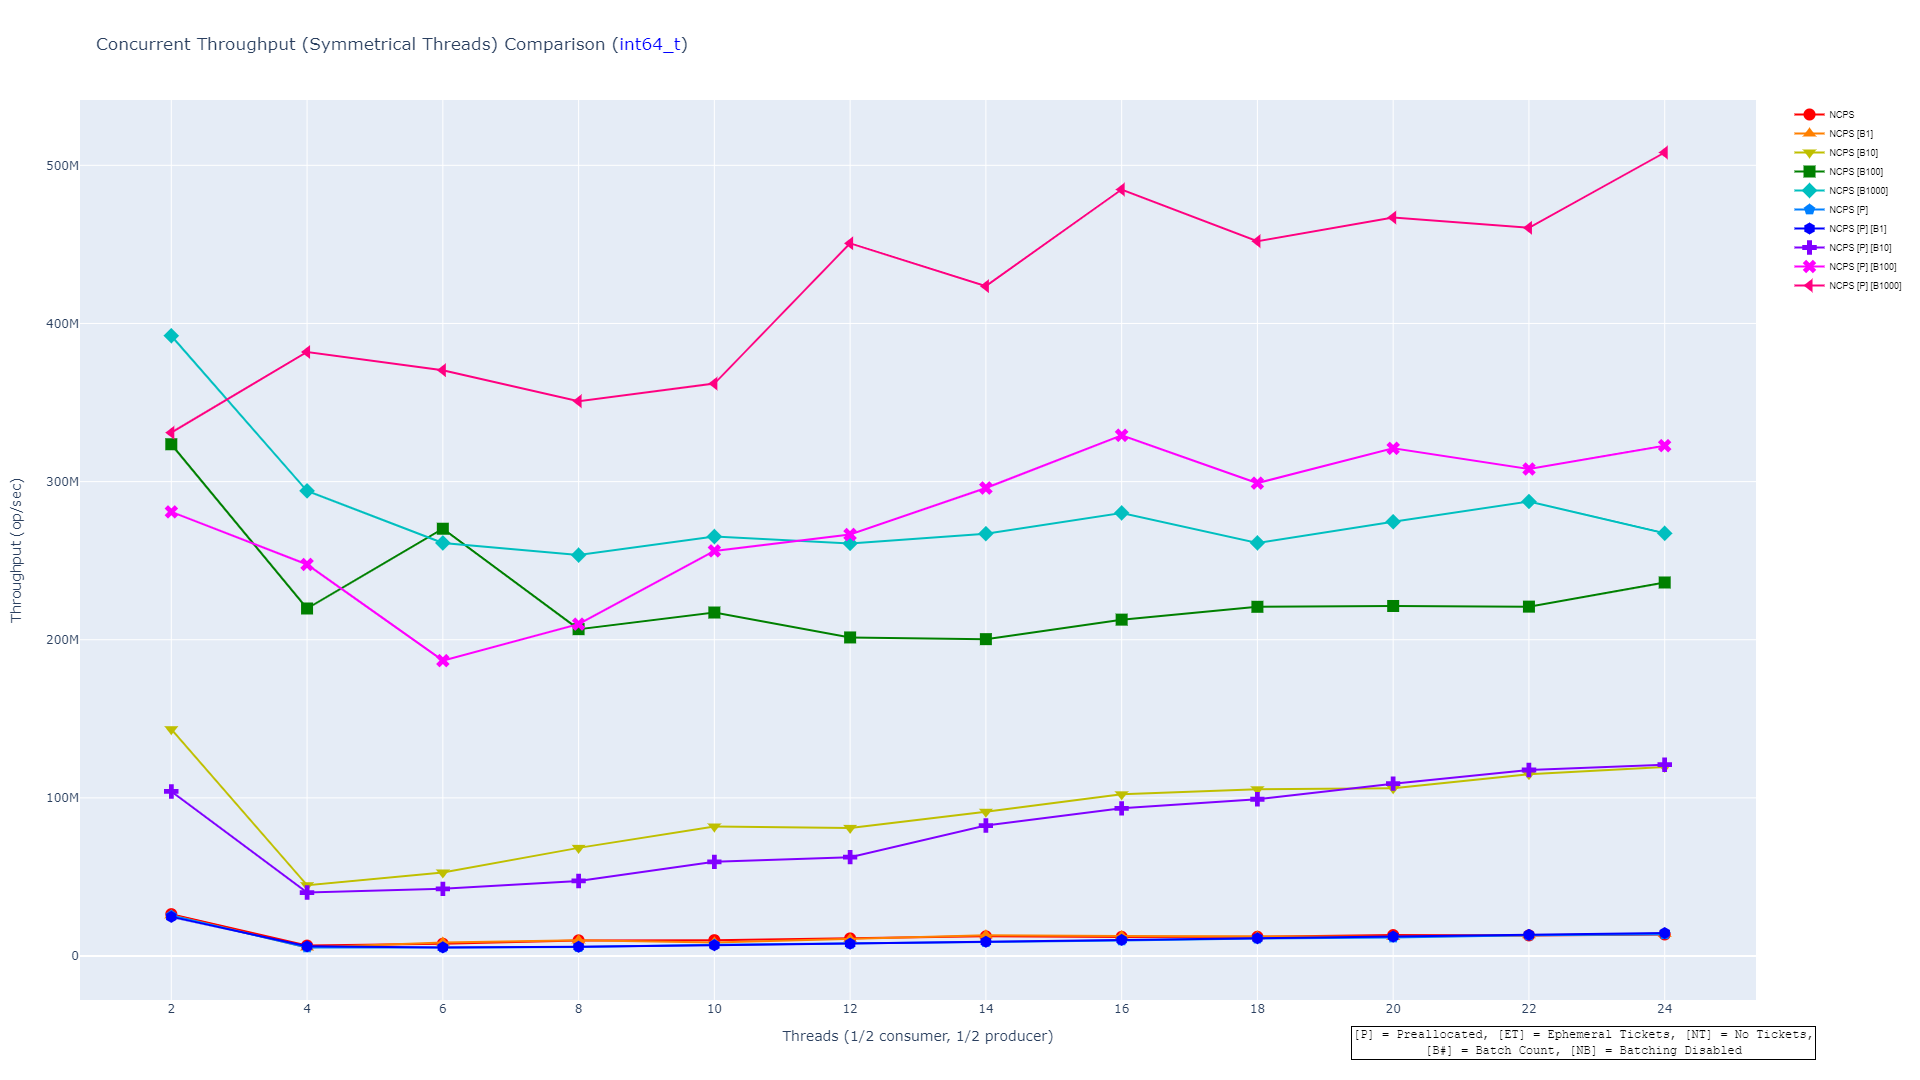 Concurrent Throughput (Symmetrical Threads) Comparison (int64_t)
NCPS
NCPS [B1]
NCPS [B10]
NCPS [B100]
NCPS [B1000]
NCPS [P]
NCPS [P] [B1]
NCPS [P] [B10]
NCPS [P] [B100]
NCPS [P] [B1000]
Throughput (op/sec)
500M
400M
300M
200M
100M
0
2 4 6 8 10 12 14 16 18 20 22 24
Threads (1/2 consumer, 1/2 producer)
[P] = Preallocated, [ET] = Ephemeral Tickets, [NT] = No Tickets,
[B#] = Batch Count, [NB] = Batching Disabled